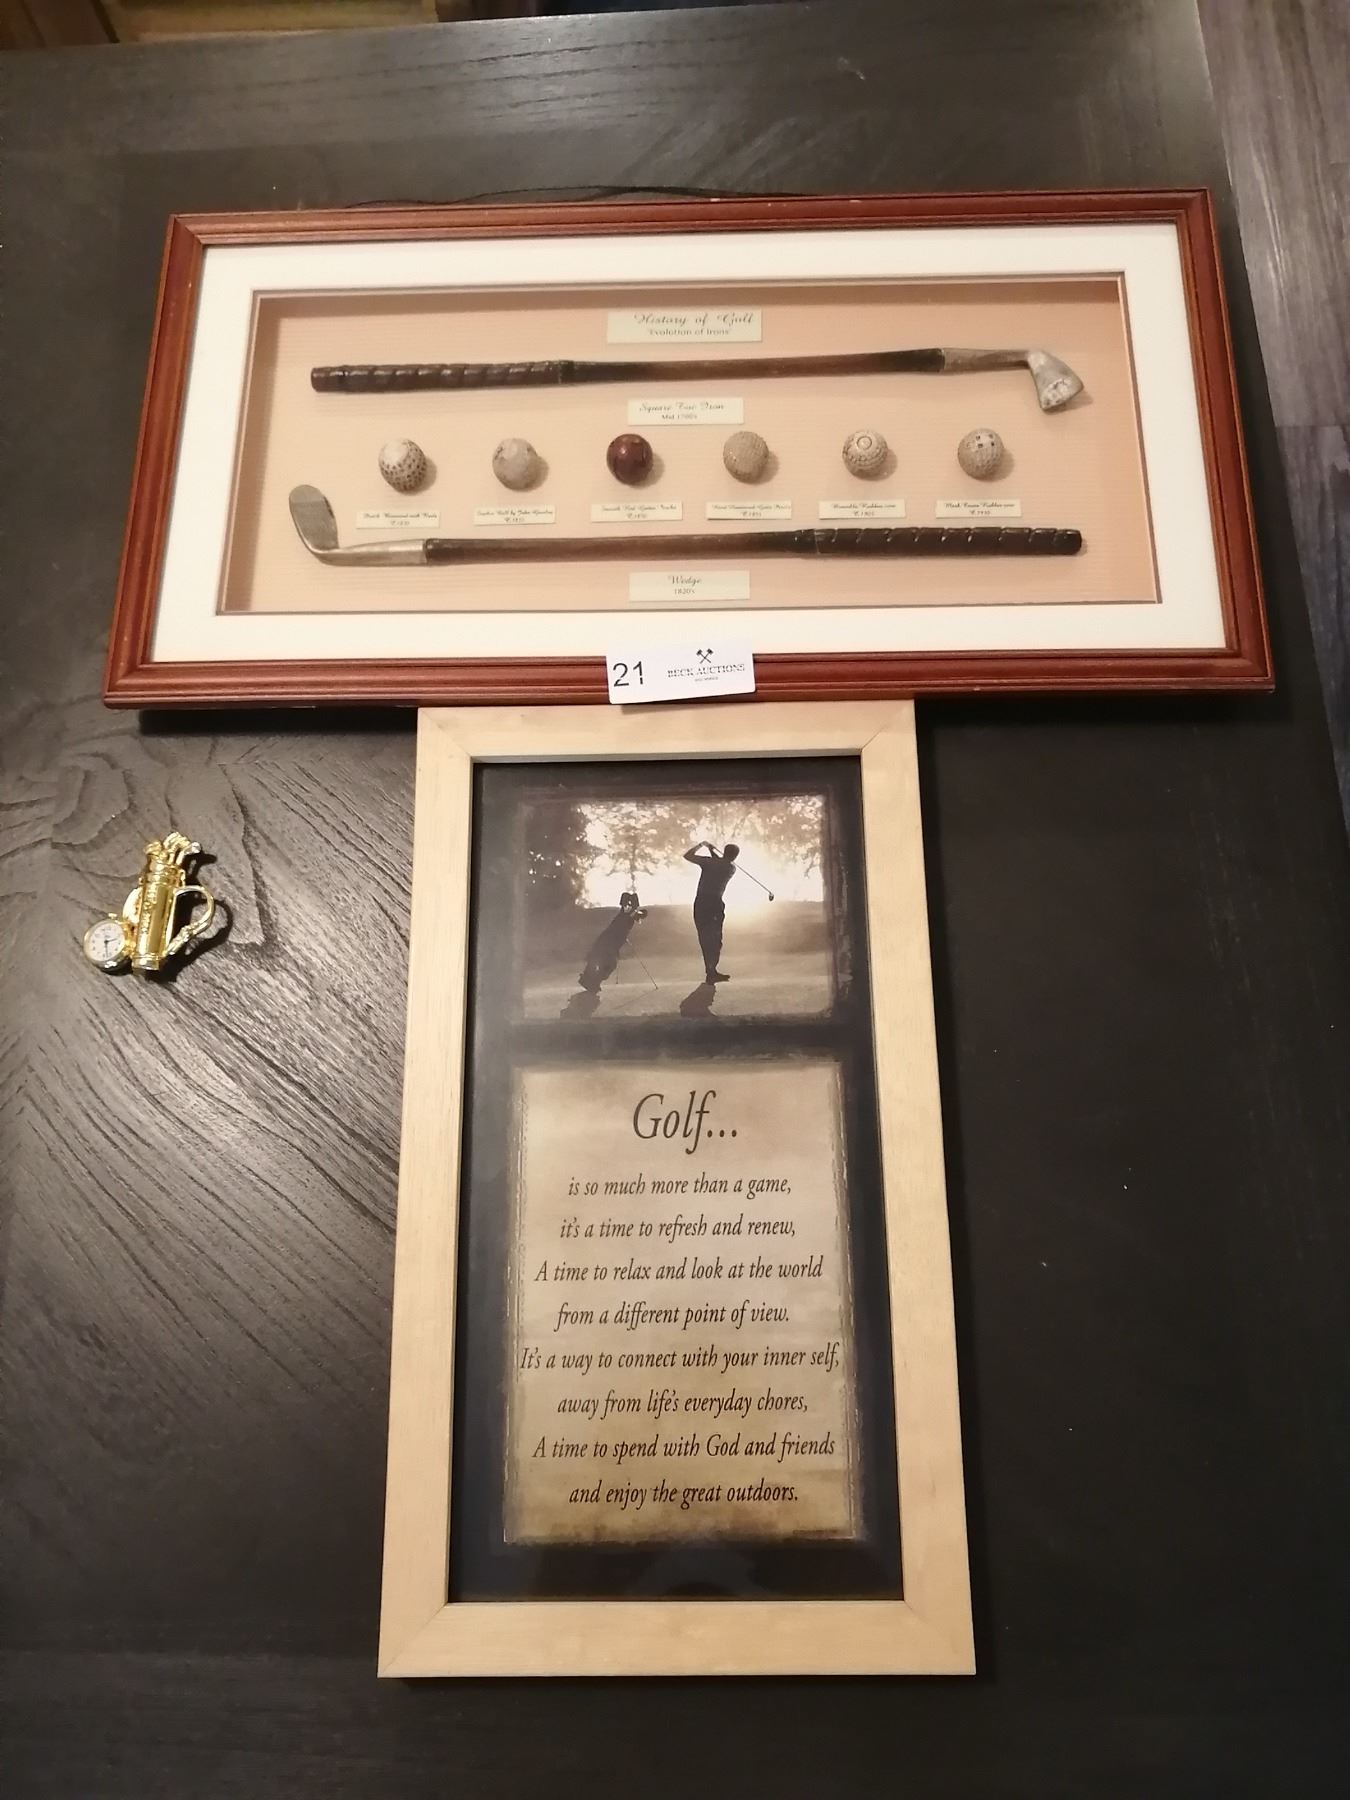 History of Golf
"Evolution of Irons"
Square Toe Iron
Mid 1700's
Wedge
1820's
21
BECK AUCTIONS
Golf...
is so much more than a game,
it's a time to refresh and renew,
A time to relax and look at the world
from a different point of view.
It's a way to connect with your inner self,
away from life's everyday chores,
A time to spend with God and friends
and enjoy the great outdoors.